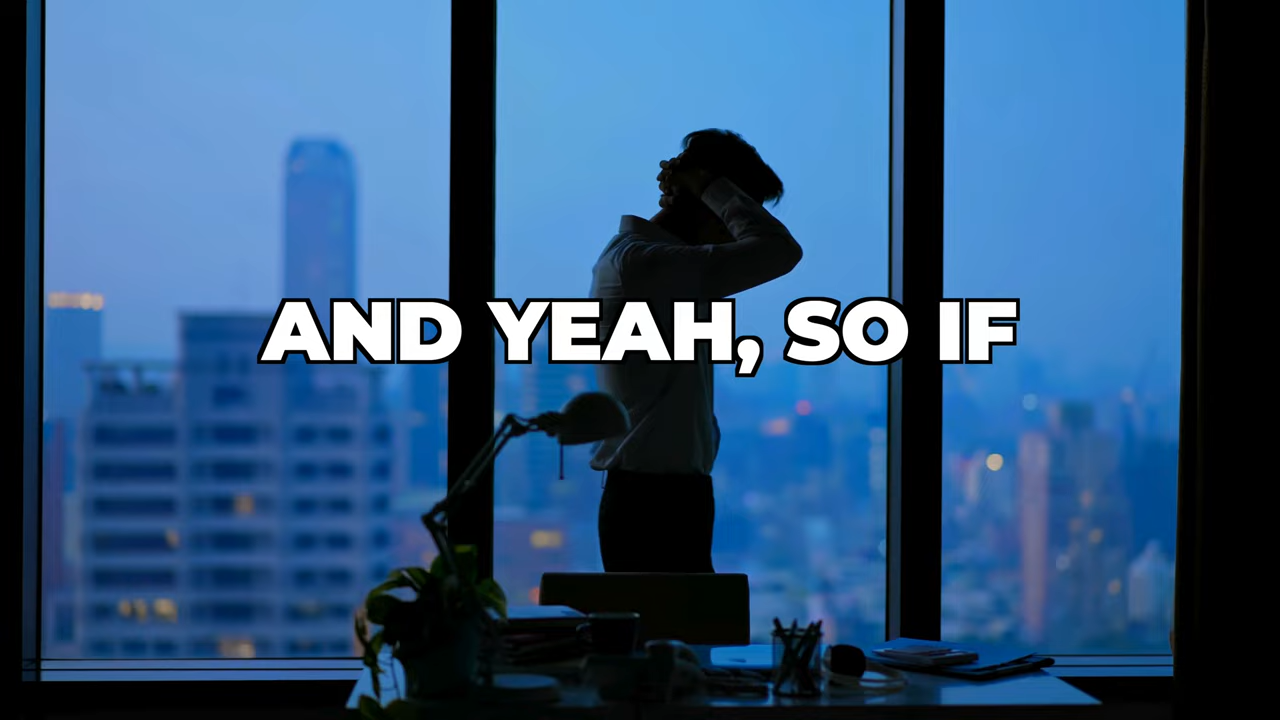 AND YEAH, SO IF